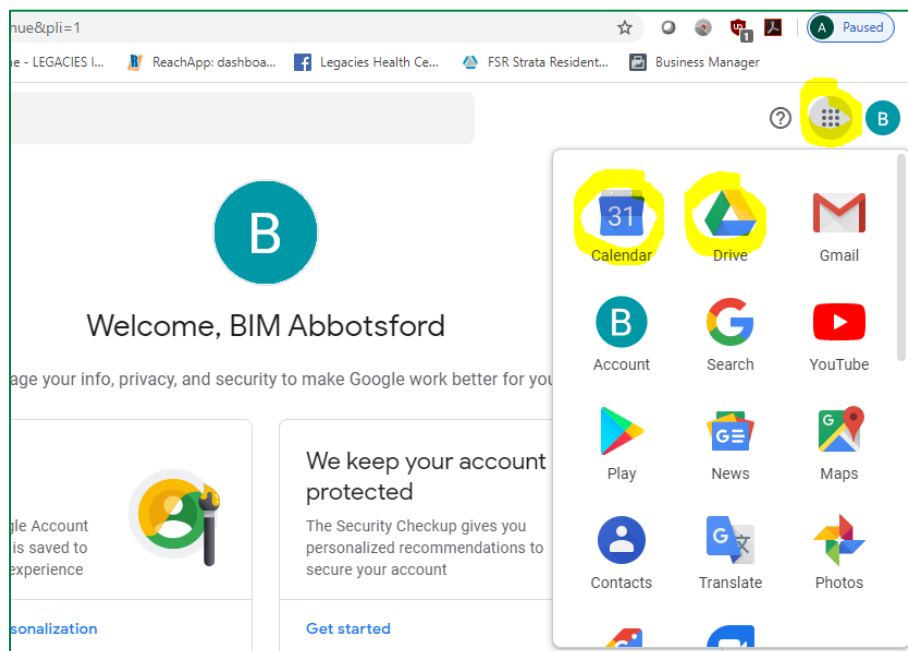 nue&pli=1
A Paused
1
e - LEGACIES I... ReachApp: dashboa... Legacies Health Ce... FSR Strata Resident... Business Manager
B
B
Welcome, BIM Abbotsford
age your info, privacy, and security to make Google work better for you
gle Account
is saved to
experience
sonalization
We keep your account
protected
The Security Checkup gives you
personalized recommendations to
secure your account
Get started
31
Calendar Drive Gmail
B
Account Search YouTube
Play News Maps
Contacts Translate Photos